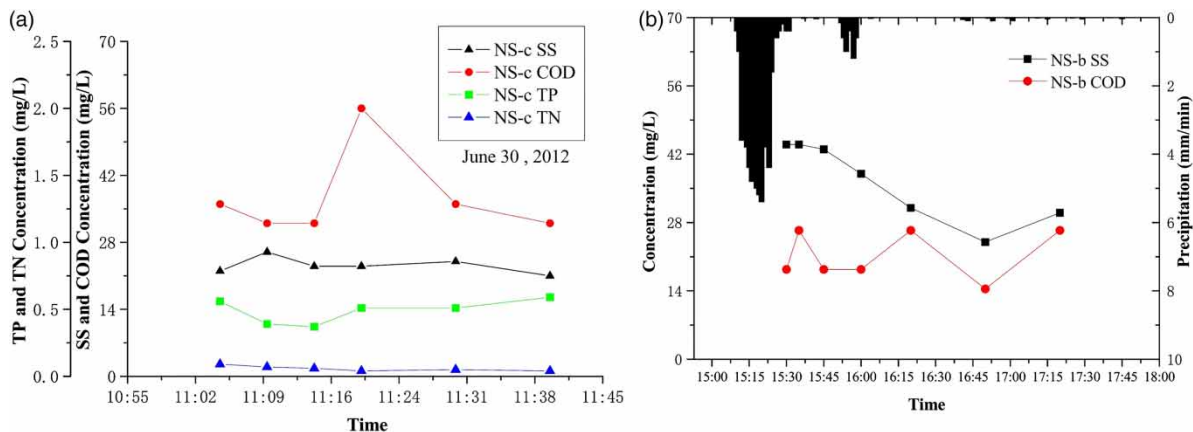 (a)
TP and TN Concentration (mg/L)
2.5
2.0
1.5
1.0
0.5
0.0
SS and COD Concentration (mg/L)
70
56
42
28
14
0
NS-c SS
NS-c COD
NS-c TP
NS-c TN
June 30 , 2012
10:55 11:02 11:09 11:16 11:24 11:31 11:38 11:45
Time
(b)
Concentrarion (mg/L)
70
56
42
28
14
0
NS-b SS
NS-b COD
0
2
4
6
8
10
Precipitation (mm/min)
15:00 15:15 15:30 15:45 16:00 16:15 16:30 16:45 17:00 17:15 17:30 17:45 18:00
Time